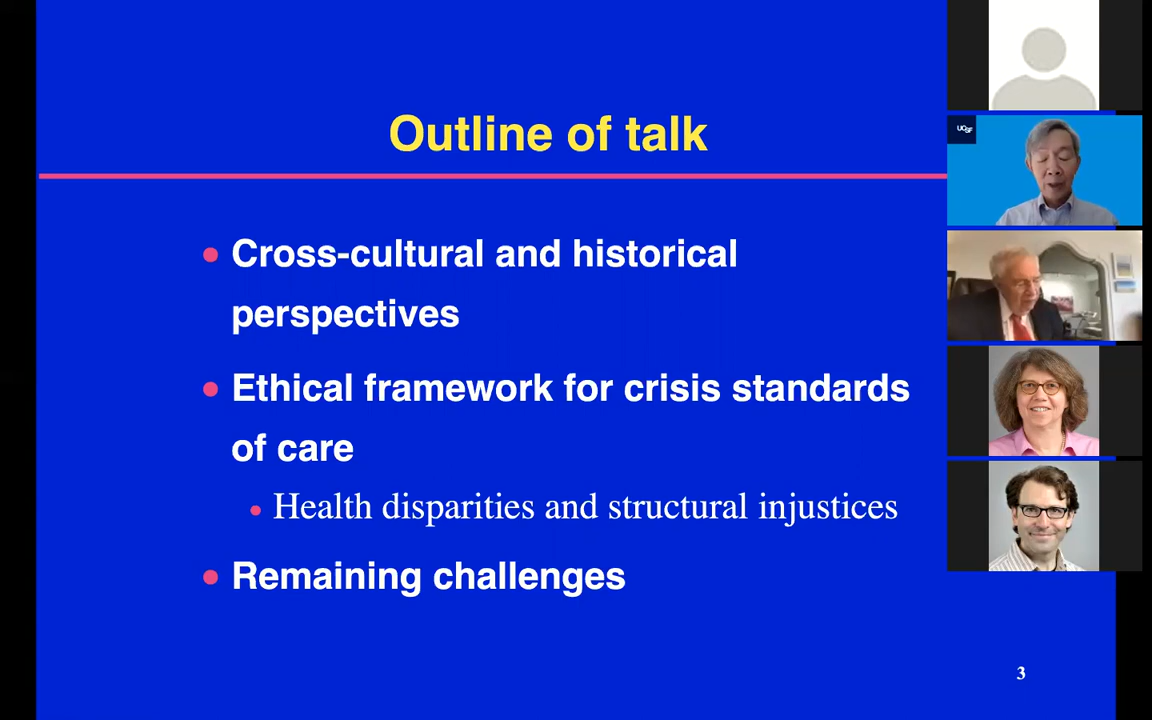 Outline of talk
Cross-cultural and historical
perspectives
Ethical framework for crisis standards
of care
Health disparities and structural injustices
Remaining challenges
3
UCSF